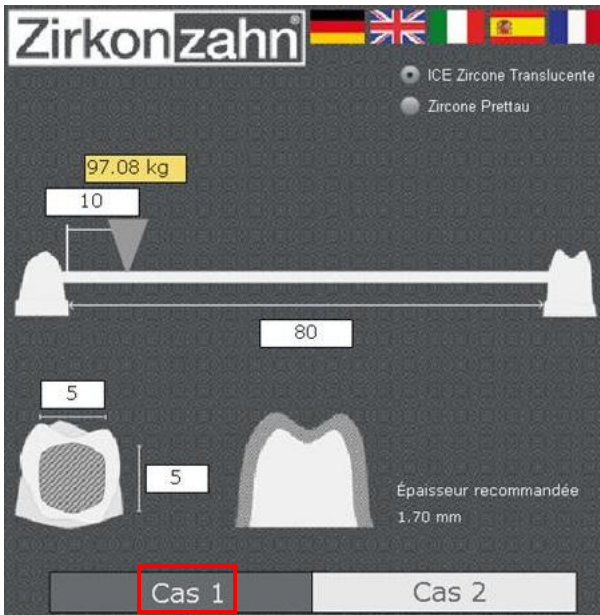 Zirkonzahn®
ICE Zircone Translucente
Zircone Prettau
97.08 kg
10
80
5
5
Épaisseur recommandée
1.70 mm
Cas 1
Cas 2